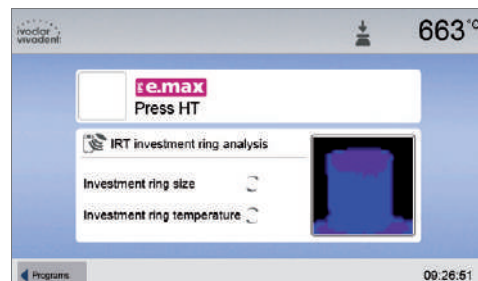 ivoclar
vivadent:
663°C
e.max
Press HT
IRT investment ring analysis
Investment ring size
Investment ring temperature
Programs
09:26:51